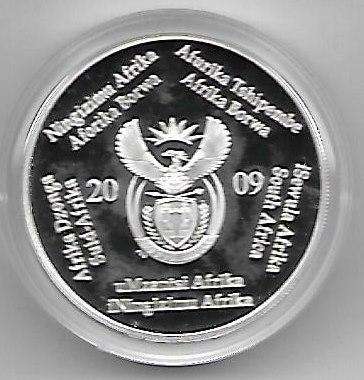 Ningizimu Afrika
Aforika Borwa
Afurika Tshipembe
Afrika Borwa
iSewula Afrika
South Africa
uMzantsi Afrika
iNingizimu Afrika
Afrika Dzonga
Suid-Afrika
20 09